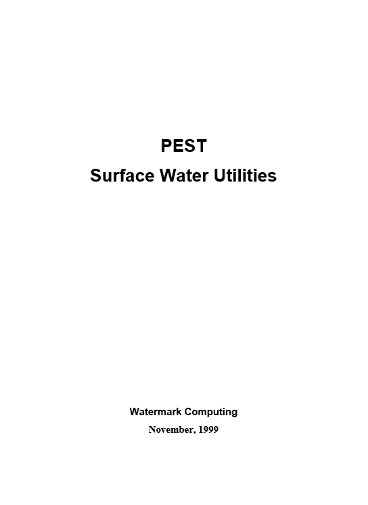 PEST
Surface Water Utilities
Watermark Computing
November, 1999